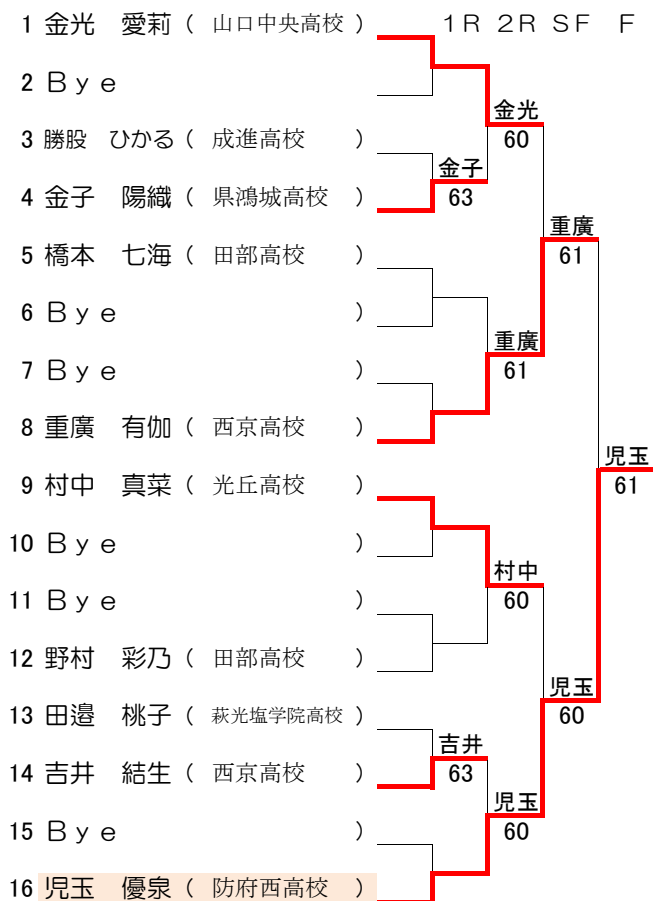 1 金光　愛莉 ( 山口中央高校 ) 1R 2R SF F
2 Bye
金光
3 勝股　ひかる ( 成進高校 ) 60
金子
4 金子　陽織 ( 県鴻城高校 ) 63
重廣
5 橋本　七海 ( 田部高校 ) 61
6 Bye )
重廣
7 Bye ) 61
8 重廣　有伽 ( 西京高校 )
児玉
9 村中　真菜 ( 光丘高校 ) 61
10 Bye )
村中
11 Bye ) 60
12 野村　彩乃 ( 田部高校 )
児玉
13 田邉　桃子 ( 萩光塩学院高校 ) 60
吉井
14 吉井　結生 ( 西京高校 ) 63
児玉
15 Bye ) 60
16 児玉　優泉 ( 防府西高校 )